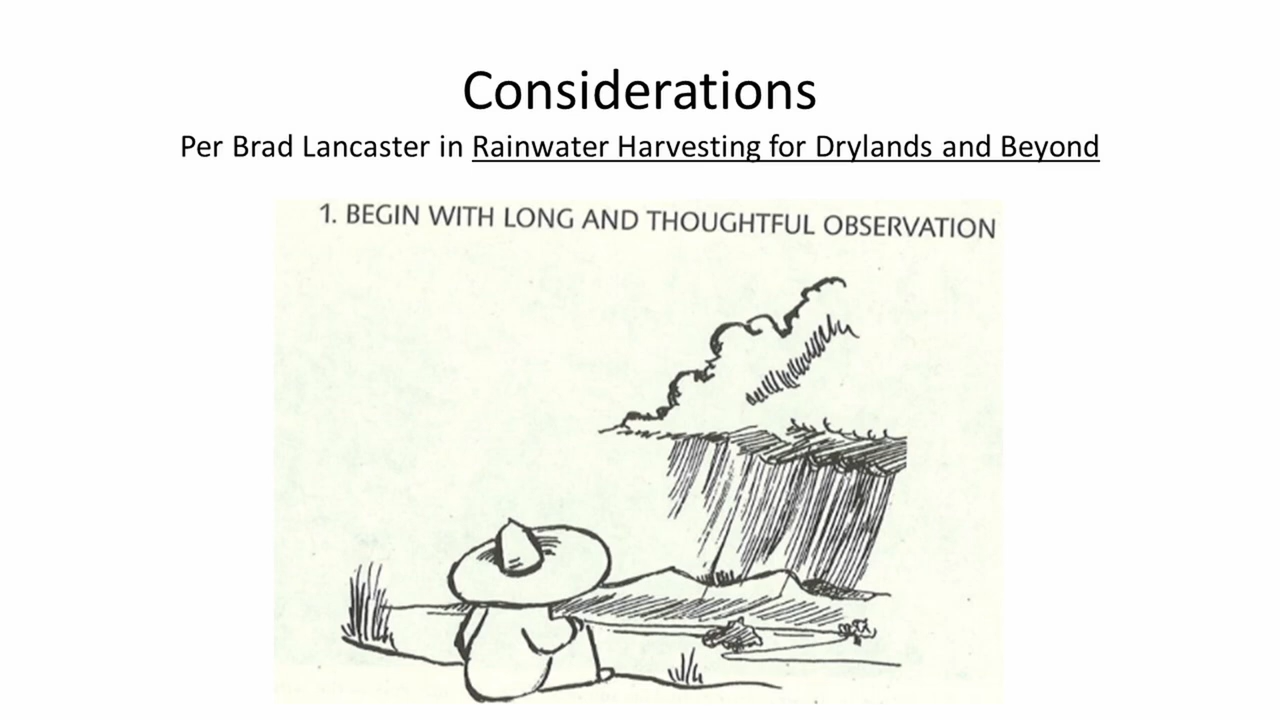 Considerations
Per Brad Lancaster in Rainwater Harvesting for Drylands and Beyond
1. BEGIN WITH LONG AND THOUGHTFUL OBSERVATION